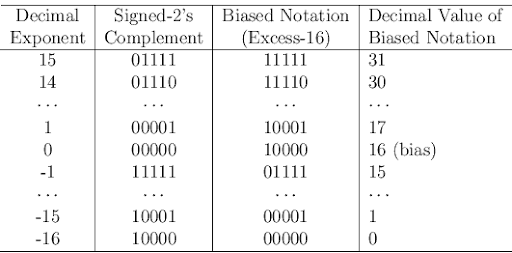 Decimal Signed-2's Biased Notation Decimal Value of
Exponent Complement (Excess-16) Biased Notation
15 01111 11111 31
14 01110 11110 30
... ... ... ...
1 00001 10001 17
0 00000 10000 16 (bias)
-1 11111 01111 15
... ... ... ...
-15 10001 00001 1
-16 10000 00000 0